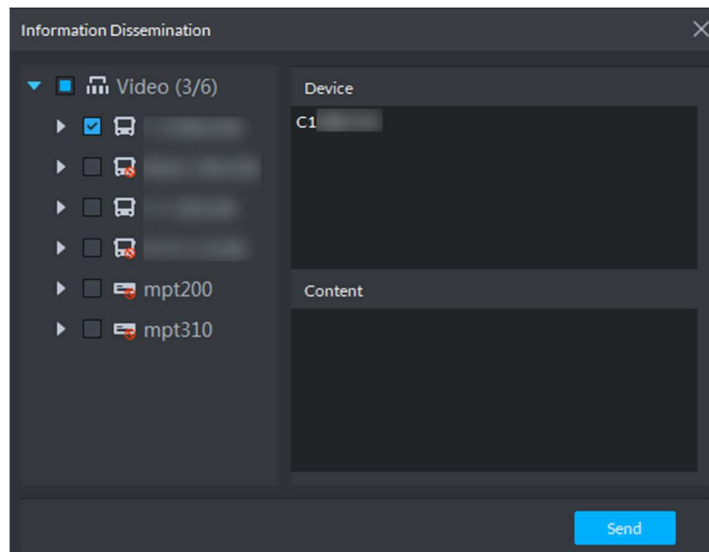 Information Dissemination
Video (3/6)
mpt200
mpt310
Device
C1
Content
Send